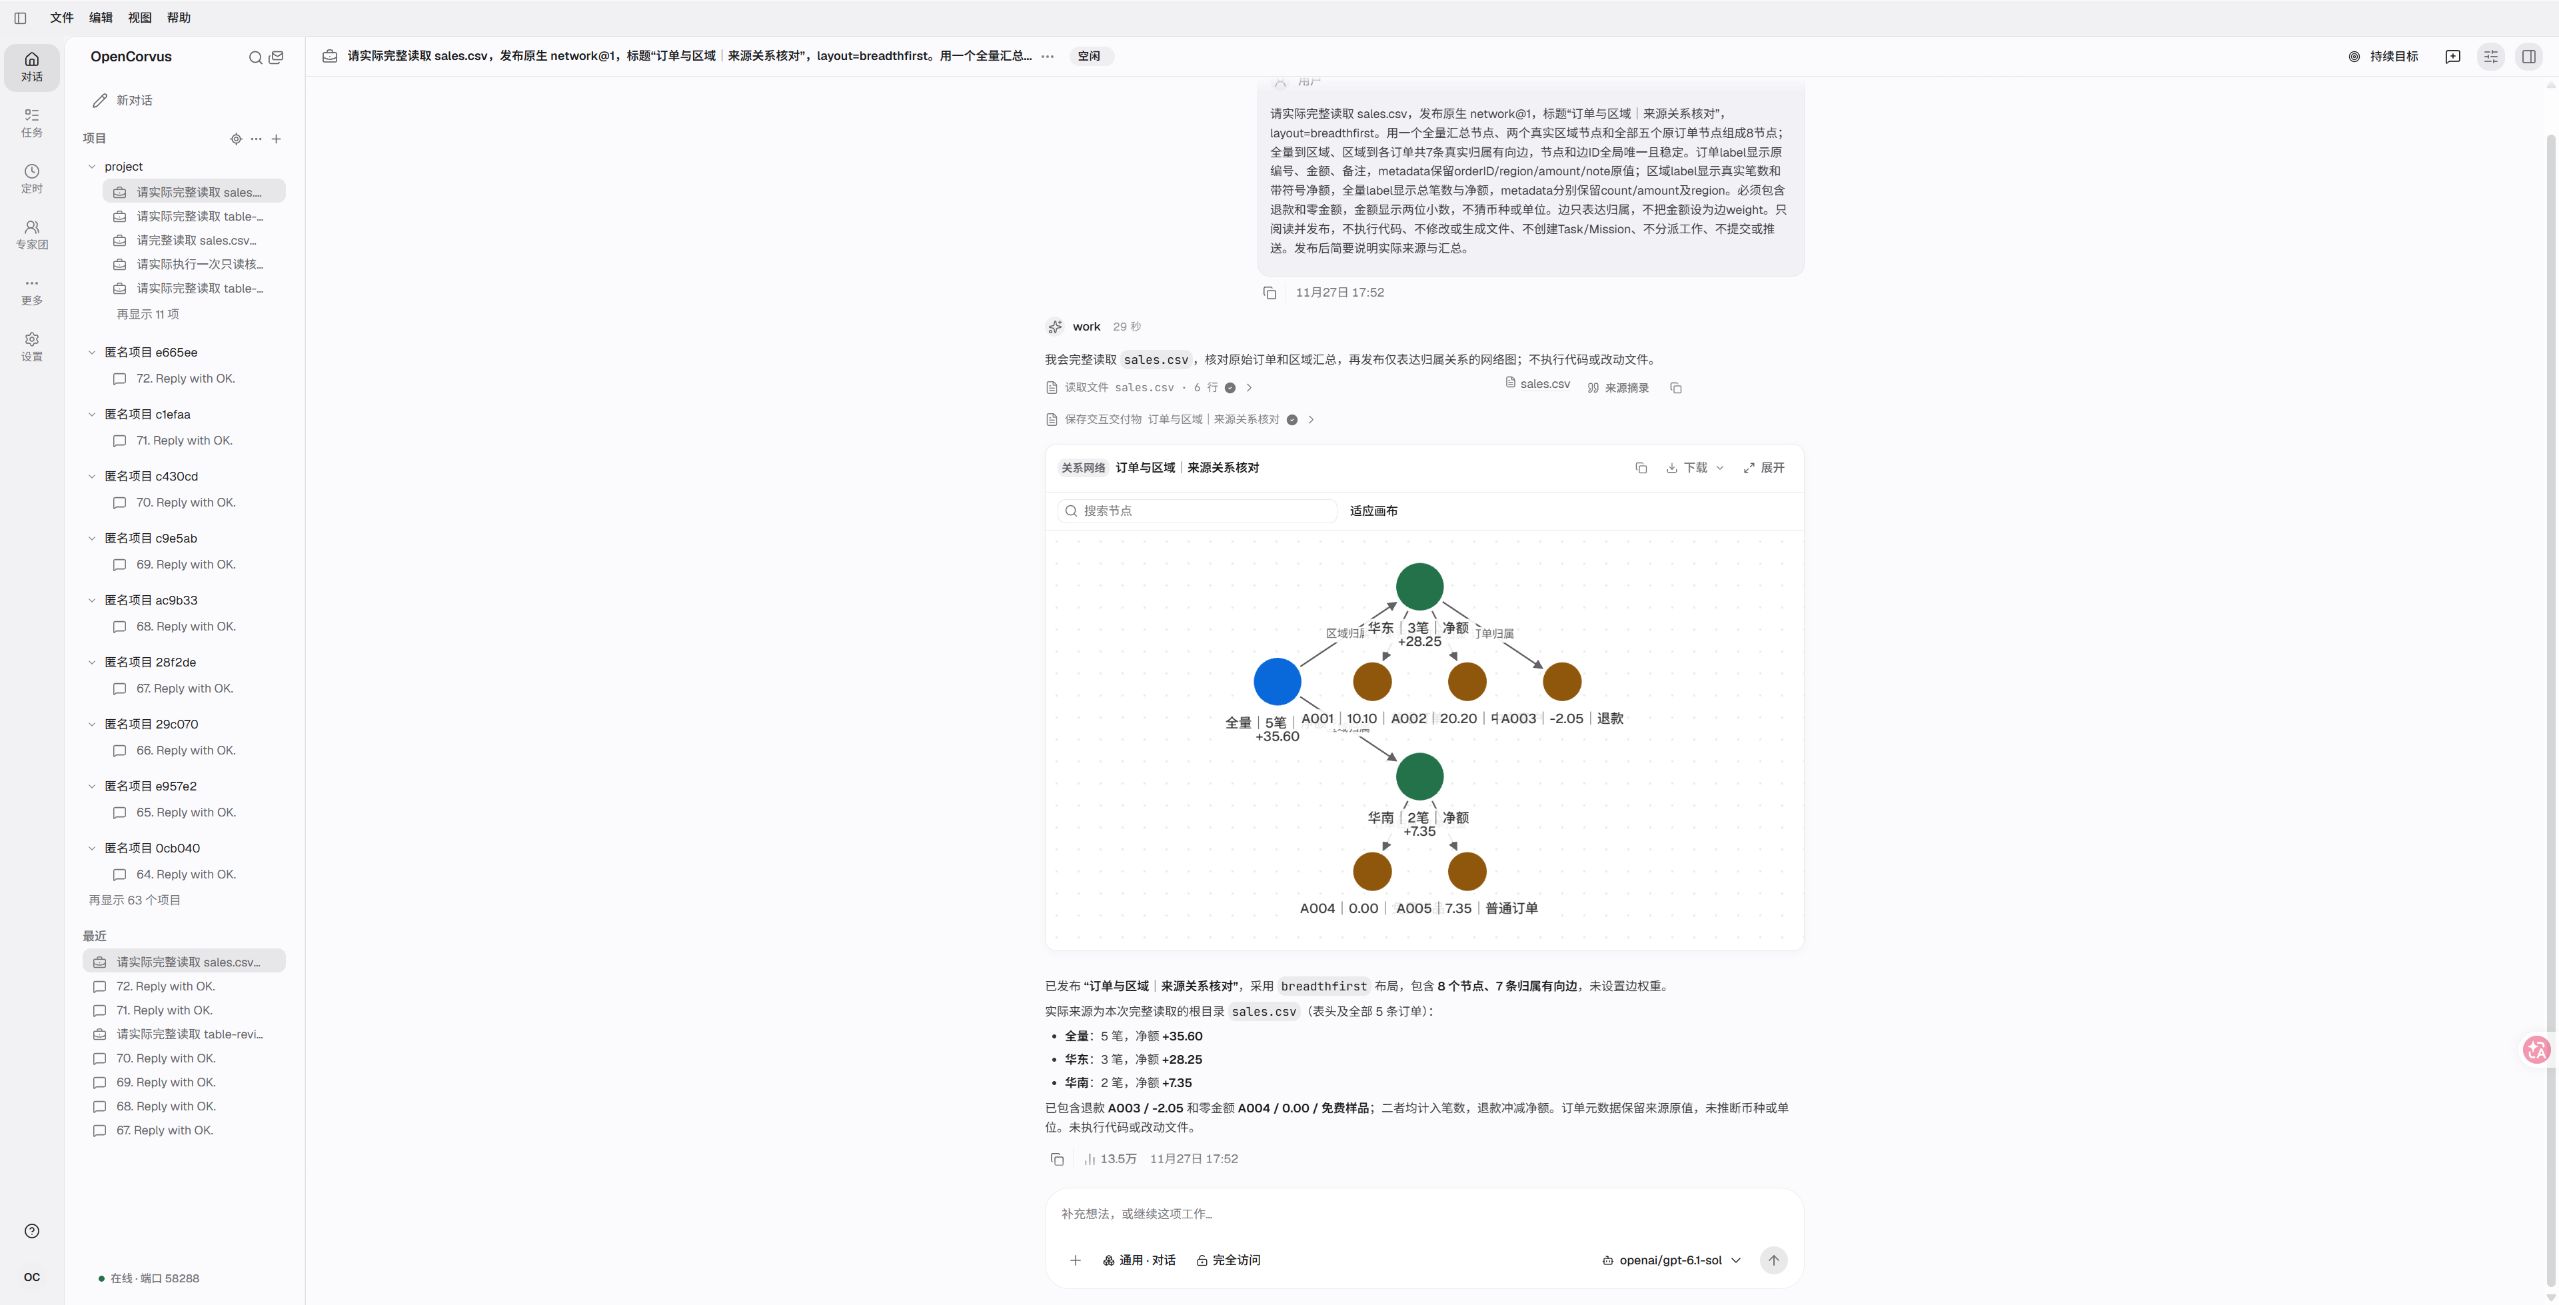 文件 编辑 视图 帮助
对话
任务
定时
专家团
更多
设置
OC
OpenCorvus
新对话
项目
project
请实际完整读取 sales....
请实际完整读取 table-...
请完整读取 sales.csv...
请实际执行一次只读核...
请实际完整读取 table-...
再显示 11 项
匿名项目 e665ee
72. Reply with OK.
匿名项目 c1efaa
71. Reply with OK.
匿名项目 c430cd
70. Reply with OK.
匿名项目 c9e5ab
69. Reply with OK.
匿名项目 ac9b33
68. Reply with OK.
匿名项目 28f2de
67. Reply with OK.
匿名项目 29c070
66. Reply with OK.
匿名项目 e957e2
65. Reply with OK.
匿名项目 0cb040
64. Reply with OK.
再显示 63 个项目
最近
请实际完整读取 sales.csv...
72. Reply with OK.
71. Reply with OK.
请实际完整读取 table-revi...
70. Reply with OK.
69. Reply with OK.
68. Reply with OK.
67. Reply with OK.
在线 · 端口 58288
请实际完整读取 sales.csv，发布原生 network@1，标题“订单与区域｜来源关系核对”，layout=breadthfirst。用一个全量汇总... 空闲
持续目标
用户
请实际完整读取 sales.csv，发布原生 network@1，标题“订单与区域｜来源关系核对”，
layout=breadthfirst。用一个全量汇总节点、两个真实区域节点和全部五个原订单节点组成8节点；
全量到区域、区域到各订单共7条真实归属有向边，节点和边ID全局唯一且稳定。订单label显示原
编号、金额、备注，metadata保留orderID/region/amount/note原值；区域label显示真实笔数和
带符号净额，全量label显示总笔数与净额，metadata分别保留count/amount及region。必须包含
退款和零金额，金额显示两位小数，不猜币种或单位。边只表达归属，不把金额设为边weight。只
阅读并发布，不执行代码、不修改或生成文件、不创建Task/Mission、不分派工作、不提交或推
送。发布后简要说明实际来源与汇总。
11月27日 17:52
work 29 秒
我会完整读取 sales.csv，核对原始订单和区域汇总，再发布仅表达归属关系的网络图；不执行代码或改动文件。
读取文件 sales.csv · 6 行
sales.csv 来源摘录
保存交互交付物 订单与区域｜来源关系核对
关系网络 订单与区域｜来源关系核对
下载 展开
搜索节点 适应画布
区域归 华东｜3笔｜净额 单归属
+28.25
全量｜5笔｜ A001｜10.10｜ A002｜20.20｜ A003｜-2.05｜退款
+35.60
华南｜2笔｜净额
+7.35
A004｜0.00｜ A005｜7.35｜普通订单
已发布 “订单与区域｜来源关系核对”，采用 breadthfirst 布局，包含 8 个节点、7 条归属有向边，未设置边权重。
实际来源为本次完整读取的根目录 sales.csv（表头及全部 5 条订单）：
• 全量：5 笔，净额 +35.60
• 华东：3 笔，净额 +28.25
• 华南：2 笔，净额 +7.35
已包含退款 A003 / -2.05 和零金额 A004 / 0.00 / 免费样品；二者均计入笔数，退款冲减净额。订单元数据保留来源原值，未推断币种或单
位。未执行代码或改动文件。
13.5万 11月27日 17:52
补充想法，或继续这项工作...
通用 · 对话 完全访问 openai/gpt-6.1-sol